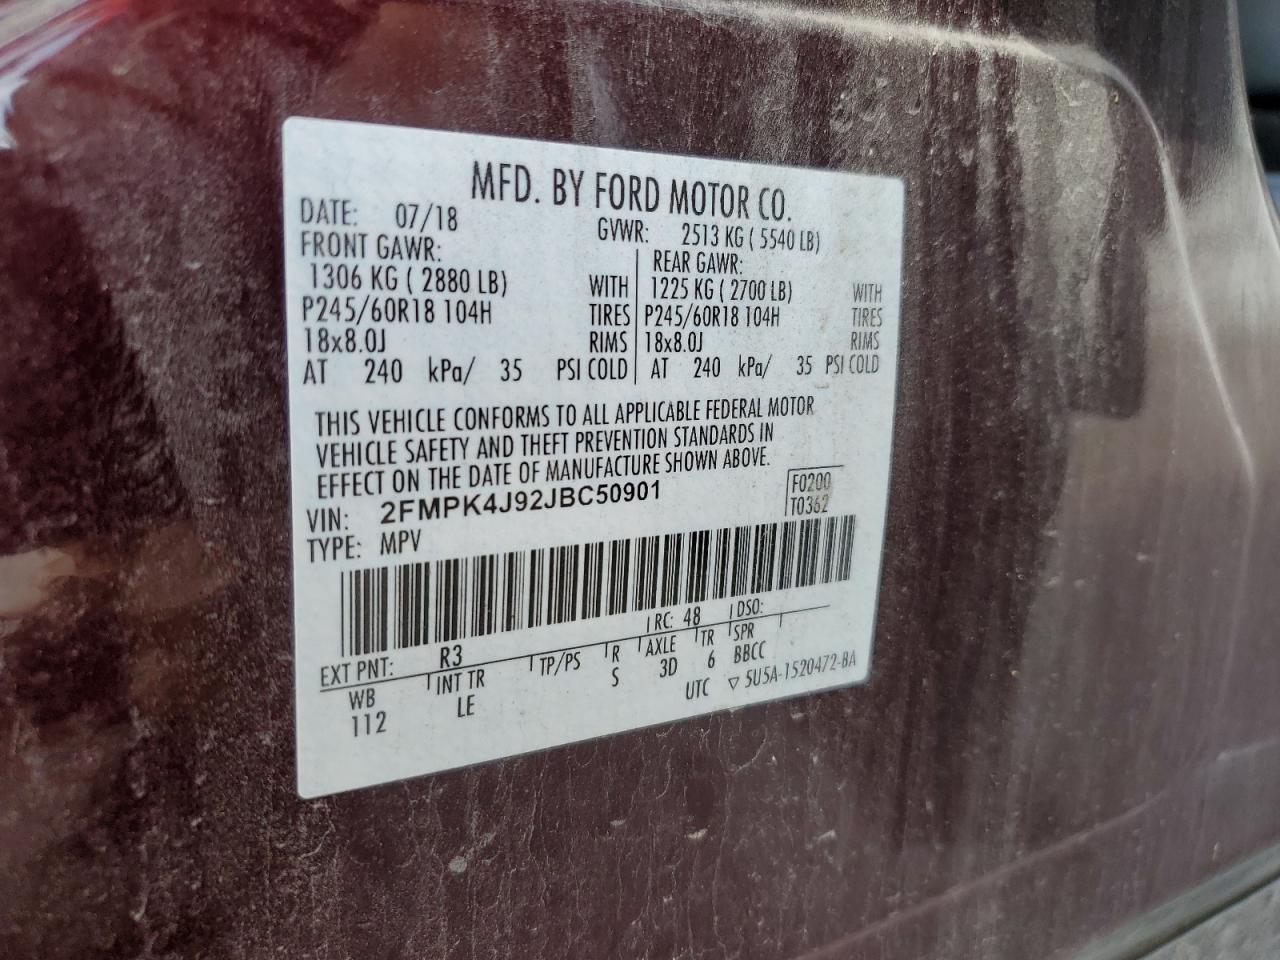 MFD. BY FORD MOTOR CO.
DATE: 07/18 GVWR: 2513 KG ( 5540 LB)
FRONT GAWR: REAR GAWR:
1306 KG ( 2880 LB) WITH 1225 KG ( 2700 LB) WITH
P245/60R18 104H TIRES P245/60R18 104H TIRES
18x8.0J RIMS 18x8.0J RIMS
AT 240 kPa/ 35 PSI COLD AT 240 kPa/ 35 PSI COLD
THIS VEHICLE CONFORMS TO ALL APPLICABLE FEDERAL MOTOR
VEHICLE SAFETY AND THEFT PREVENTION STANDARDS IN
EFFECT ON THE DATE OF MANUFACTURE SHOWN ABOVE.
VIN: 2FMPK4J92JBC50901 F0200
TYPE: MPV T0362
EXT PNT: R3 RC: 48 DSO:
WB INT TR TP/PS R AXLE TR SPR
112 LE S 3D 6 BBCC
UTC ▽ 5U5A-1520472-BA